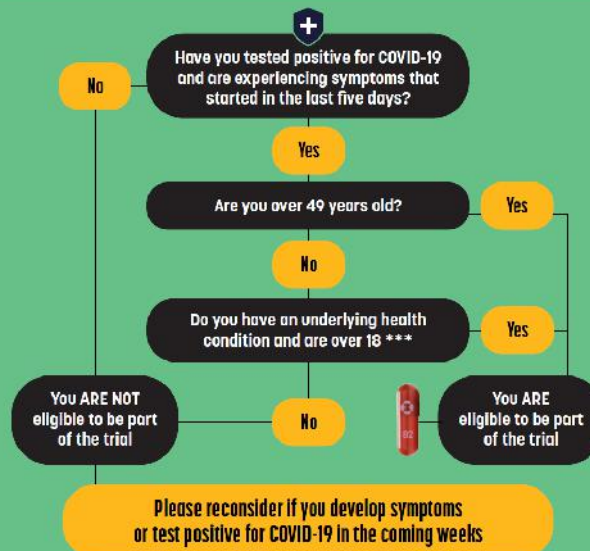 Have you tested positive for COVID-19
and are experiencing symptoms that
started in the last five days?
No
Yes
Are you over 49 years old?
Yes
No
Do you have an underlying health
condition and are over 18 ***
Yes
No
You ARE NOT
eligible to be part
of the trial
You ARE
eligible to be part
of the trial
Please reconsider if you develop symptoms
or test positive for COVID-19 in the coming weeks